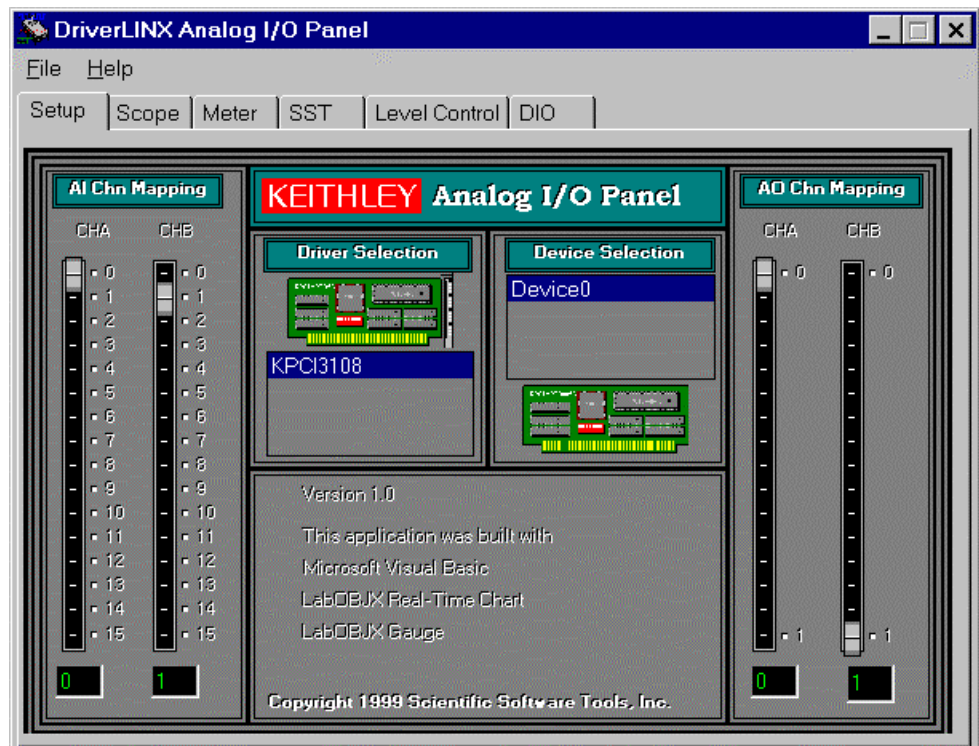 DriverLINX Analog I/O Panel
File Help
Setup Scope Meter SST Level Control DIO
AI Chn Mapping
CHA CHB
0 0
1 1
2 2
3 3
4 4
5 5
6 6
7 7
8 8
9 9
10 10
11 11
12 12
13 13
14 14
15 15
0 1
KEITHLEY Analog I/O Panel
Driver Selection
KPCI3108
Device Selection
Device0
Version 1.0
This application was built with
Microsoft Visual Basic
LabOBJX Real-Time Chart
LabOBJX Gauge
Copyright 1999 Scientific Software Tools, Inc.
AO Chn Mapping
CHA CHB
0 0
1 1
0 1